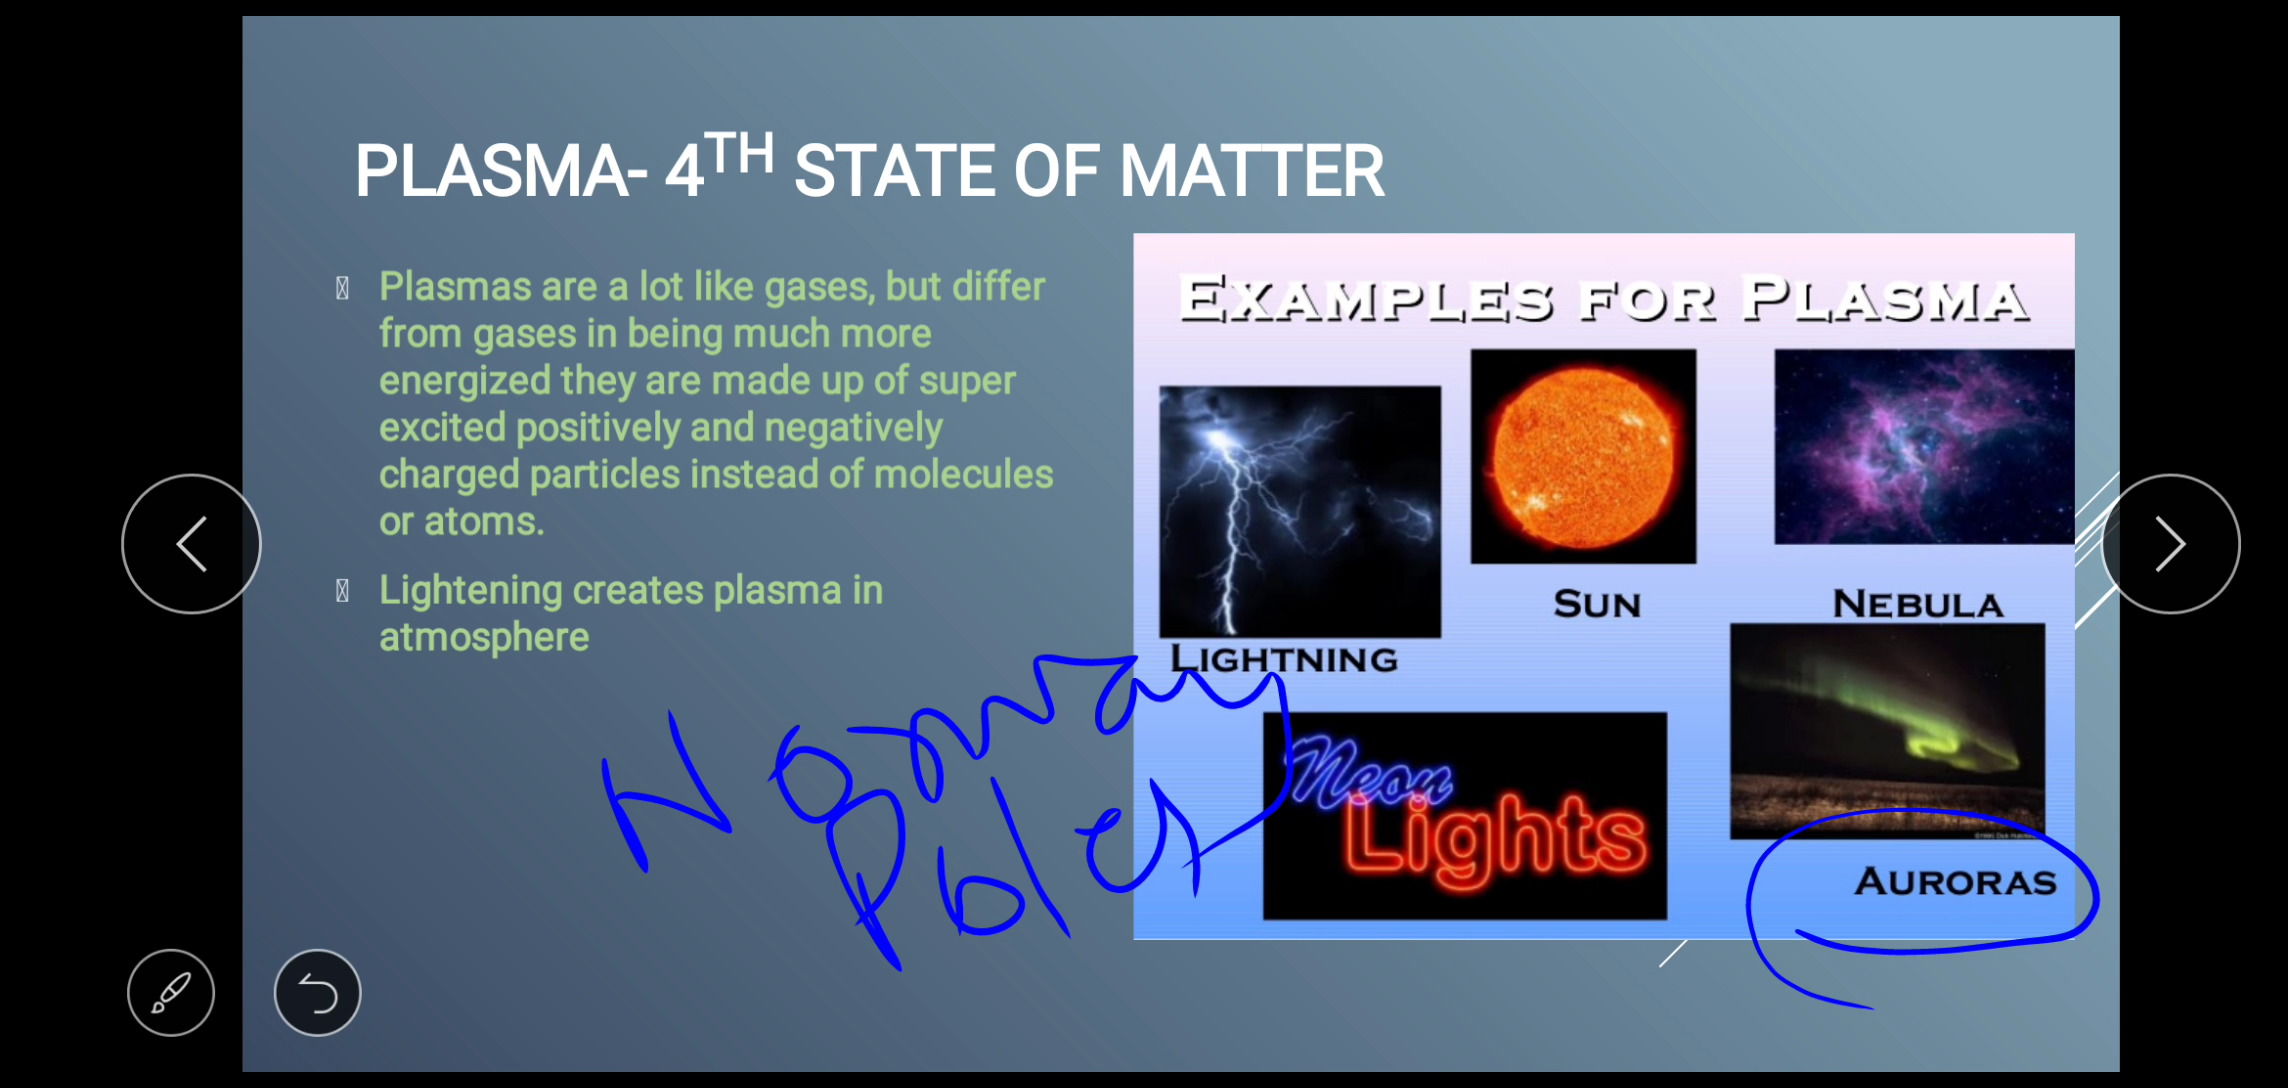 PLASMA- 4TH STATE OF MATTER
Plasmas are a lot like gases, but differ
from gases in being much more
energized they are made up of super
excited positively and negatively
charged particles instead of molecules
or atoms.
Lightening creates plasma in
atmosphere
EXAMPLES FOR PLASMA
LIGHTNING
SUN
NEBULA
Neon
Lights
AURORAS
Poles